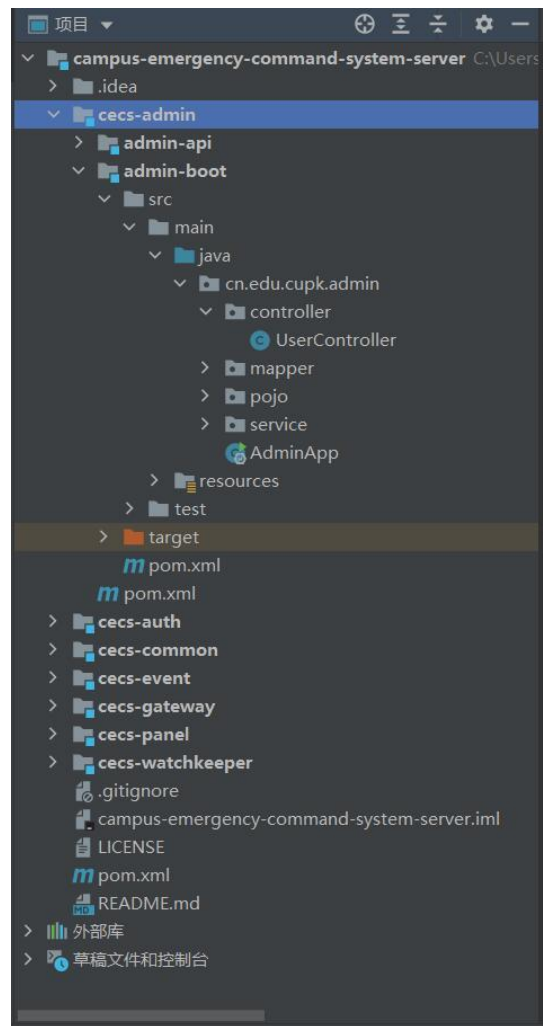 项目
campus-emergency-command-system-server C:\Users
.idea
cecs-admin
admin-api
admin-boot
src
main
java
cn.edu.cupk.admin
controller
UserController
mapper
pojo
service
AdminApp
resources
test
target
pom.xml
pom.xml
cecs-auth
cecs-common
cecs-event
cecs-gateway
cecs-panel
cecs-watchkeeper
.gitignore
campus-emergency-command-system-server.iml
LICENSE
pom.xml
README.md
外部库
草稿文件和控制台